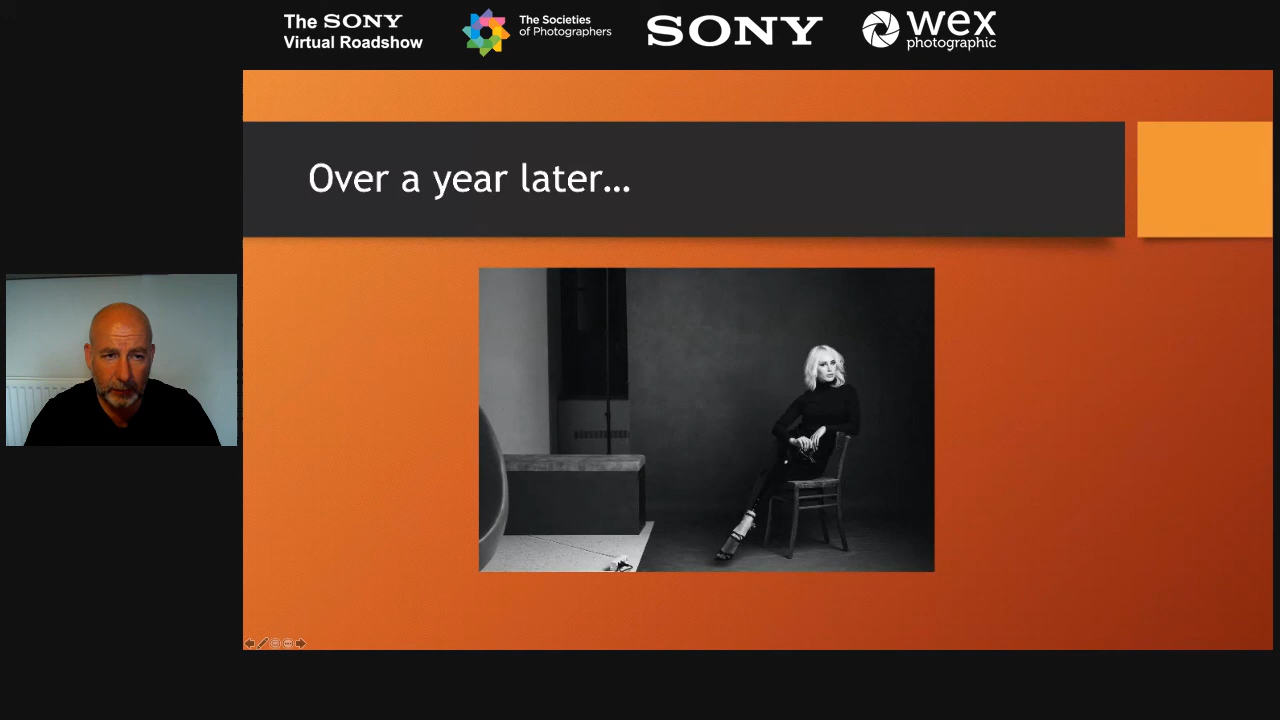 The SONY
Virtual Roadshow
The Societies
of Photographers
SONY
wex
photographic
Over a year later...